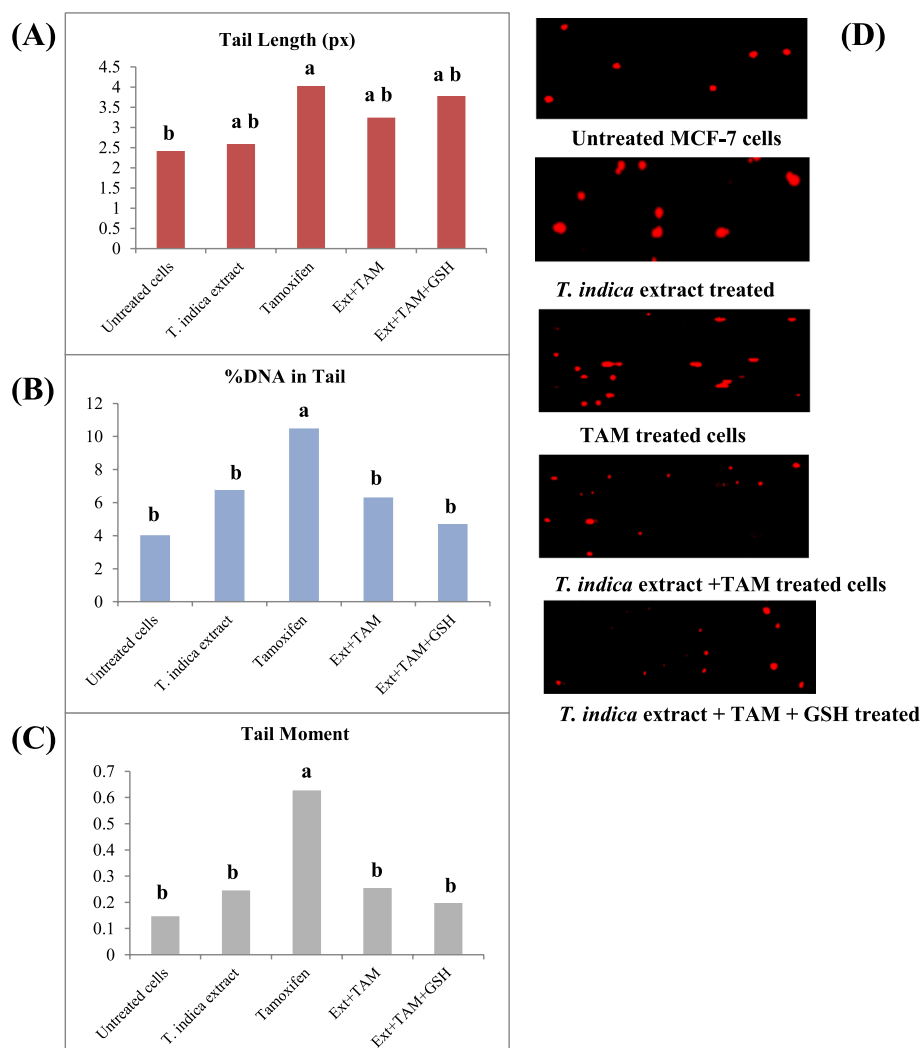 (A)
Tail Length (px)
4.5
4
3.5
3
2.5
2
1.5
1
0.5
0
b
a b
a
a b
a b
Untreated cells
T. indica extract
Tamoxifen
Ext+TAM
Ext+TAM+GSH
(B)
%DNA in Tail
12
10
8
6
4
2
0
b
b
a
b
b
Untreated cells
T. indica extract
Tamoxifen
Ext+TAM
Ext+TAM+GSH
(C)
Tail Moment
0.7
0.6
0.5
0.4
0.3
0.2
0.1
0
b
b
a
b
b
Untreated cells
T. indica extract
Tamoxifen
Ext+TAM
Ext+TAM+GSH
(D)
Untreated MCF-7 cells
T. indica extract treated
TAM treated cells
T. indica extract +TAM treated cells
T. indica extract + TAM + GSH treated